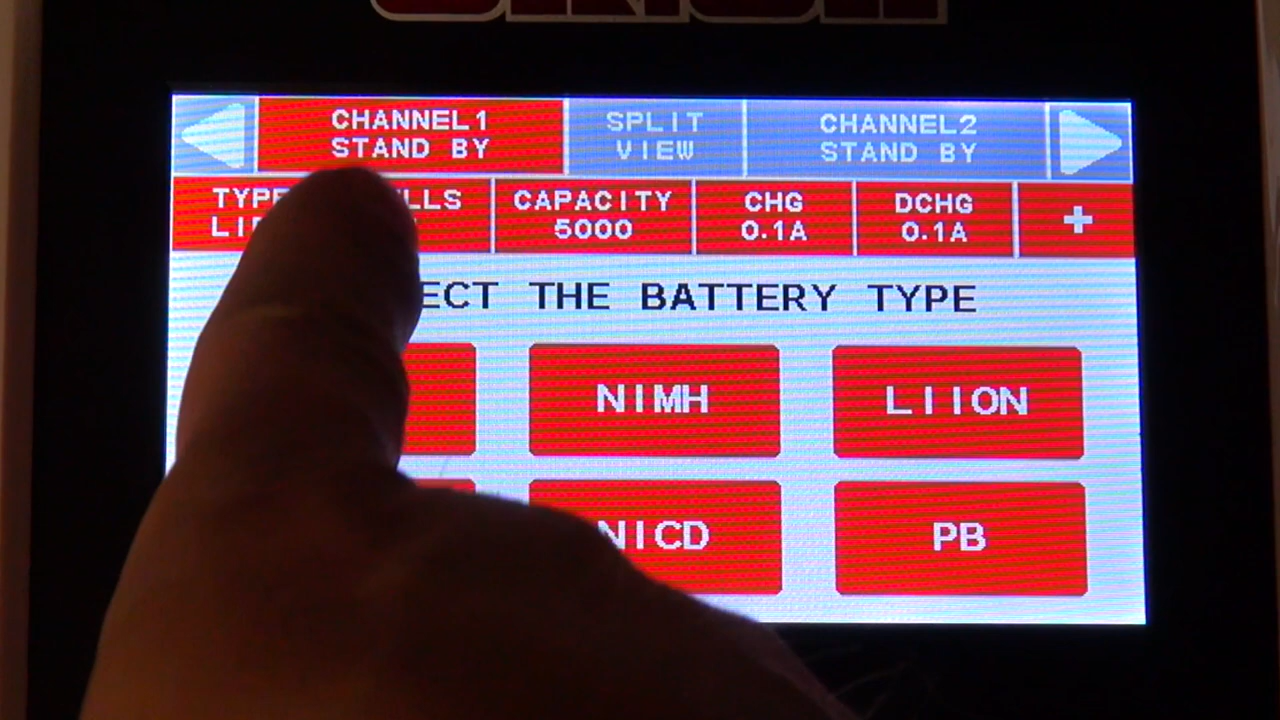 CHANNEL1
STAND BY
SPLIT
VIEW
CHANNEL2
STAND BY
CAPACITY
5000
CHG
0.1A
DCHG
0.1A
+
THE BATTERY TYPE
NIMH
LIION
NICD
PB